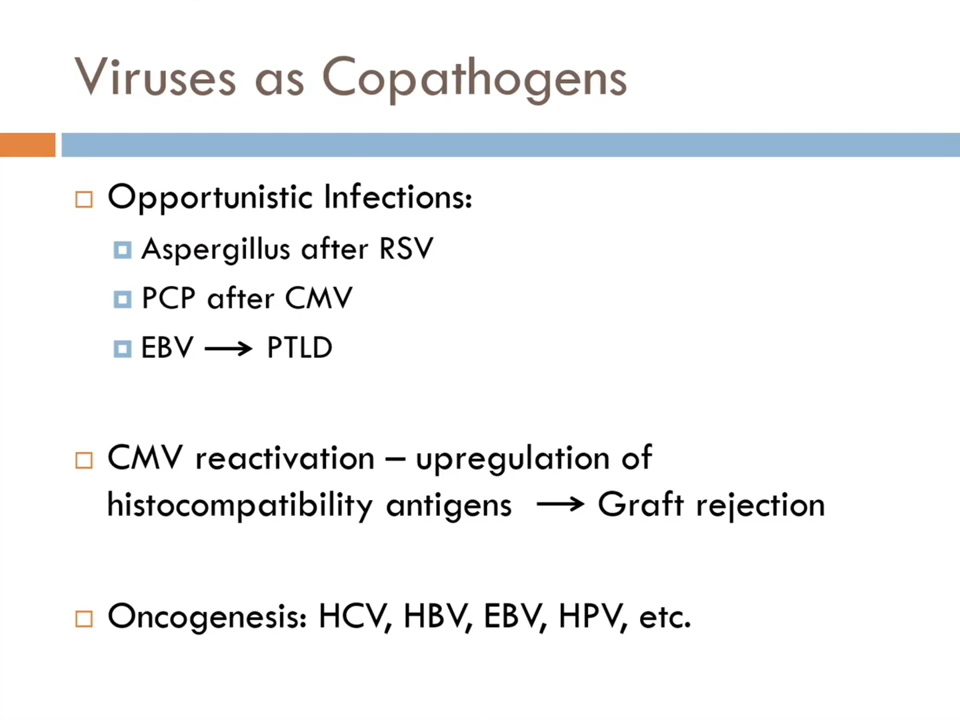 Viruses as Copathogens
Opportunistic Infections:
Aspergillus after RSV
PCP after CMV
EBV → PTLD
CMV reactivation – upregulation of
histocompatibility antigens → Graft rejection
Oncogenesis: HCV, HBV, EBV, HPV, etc.